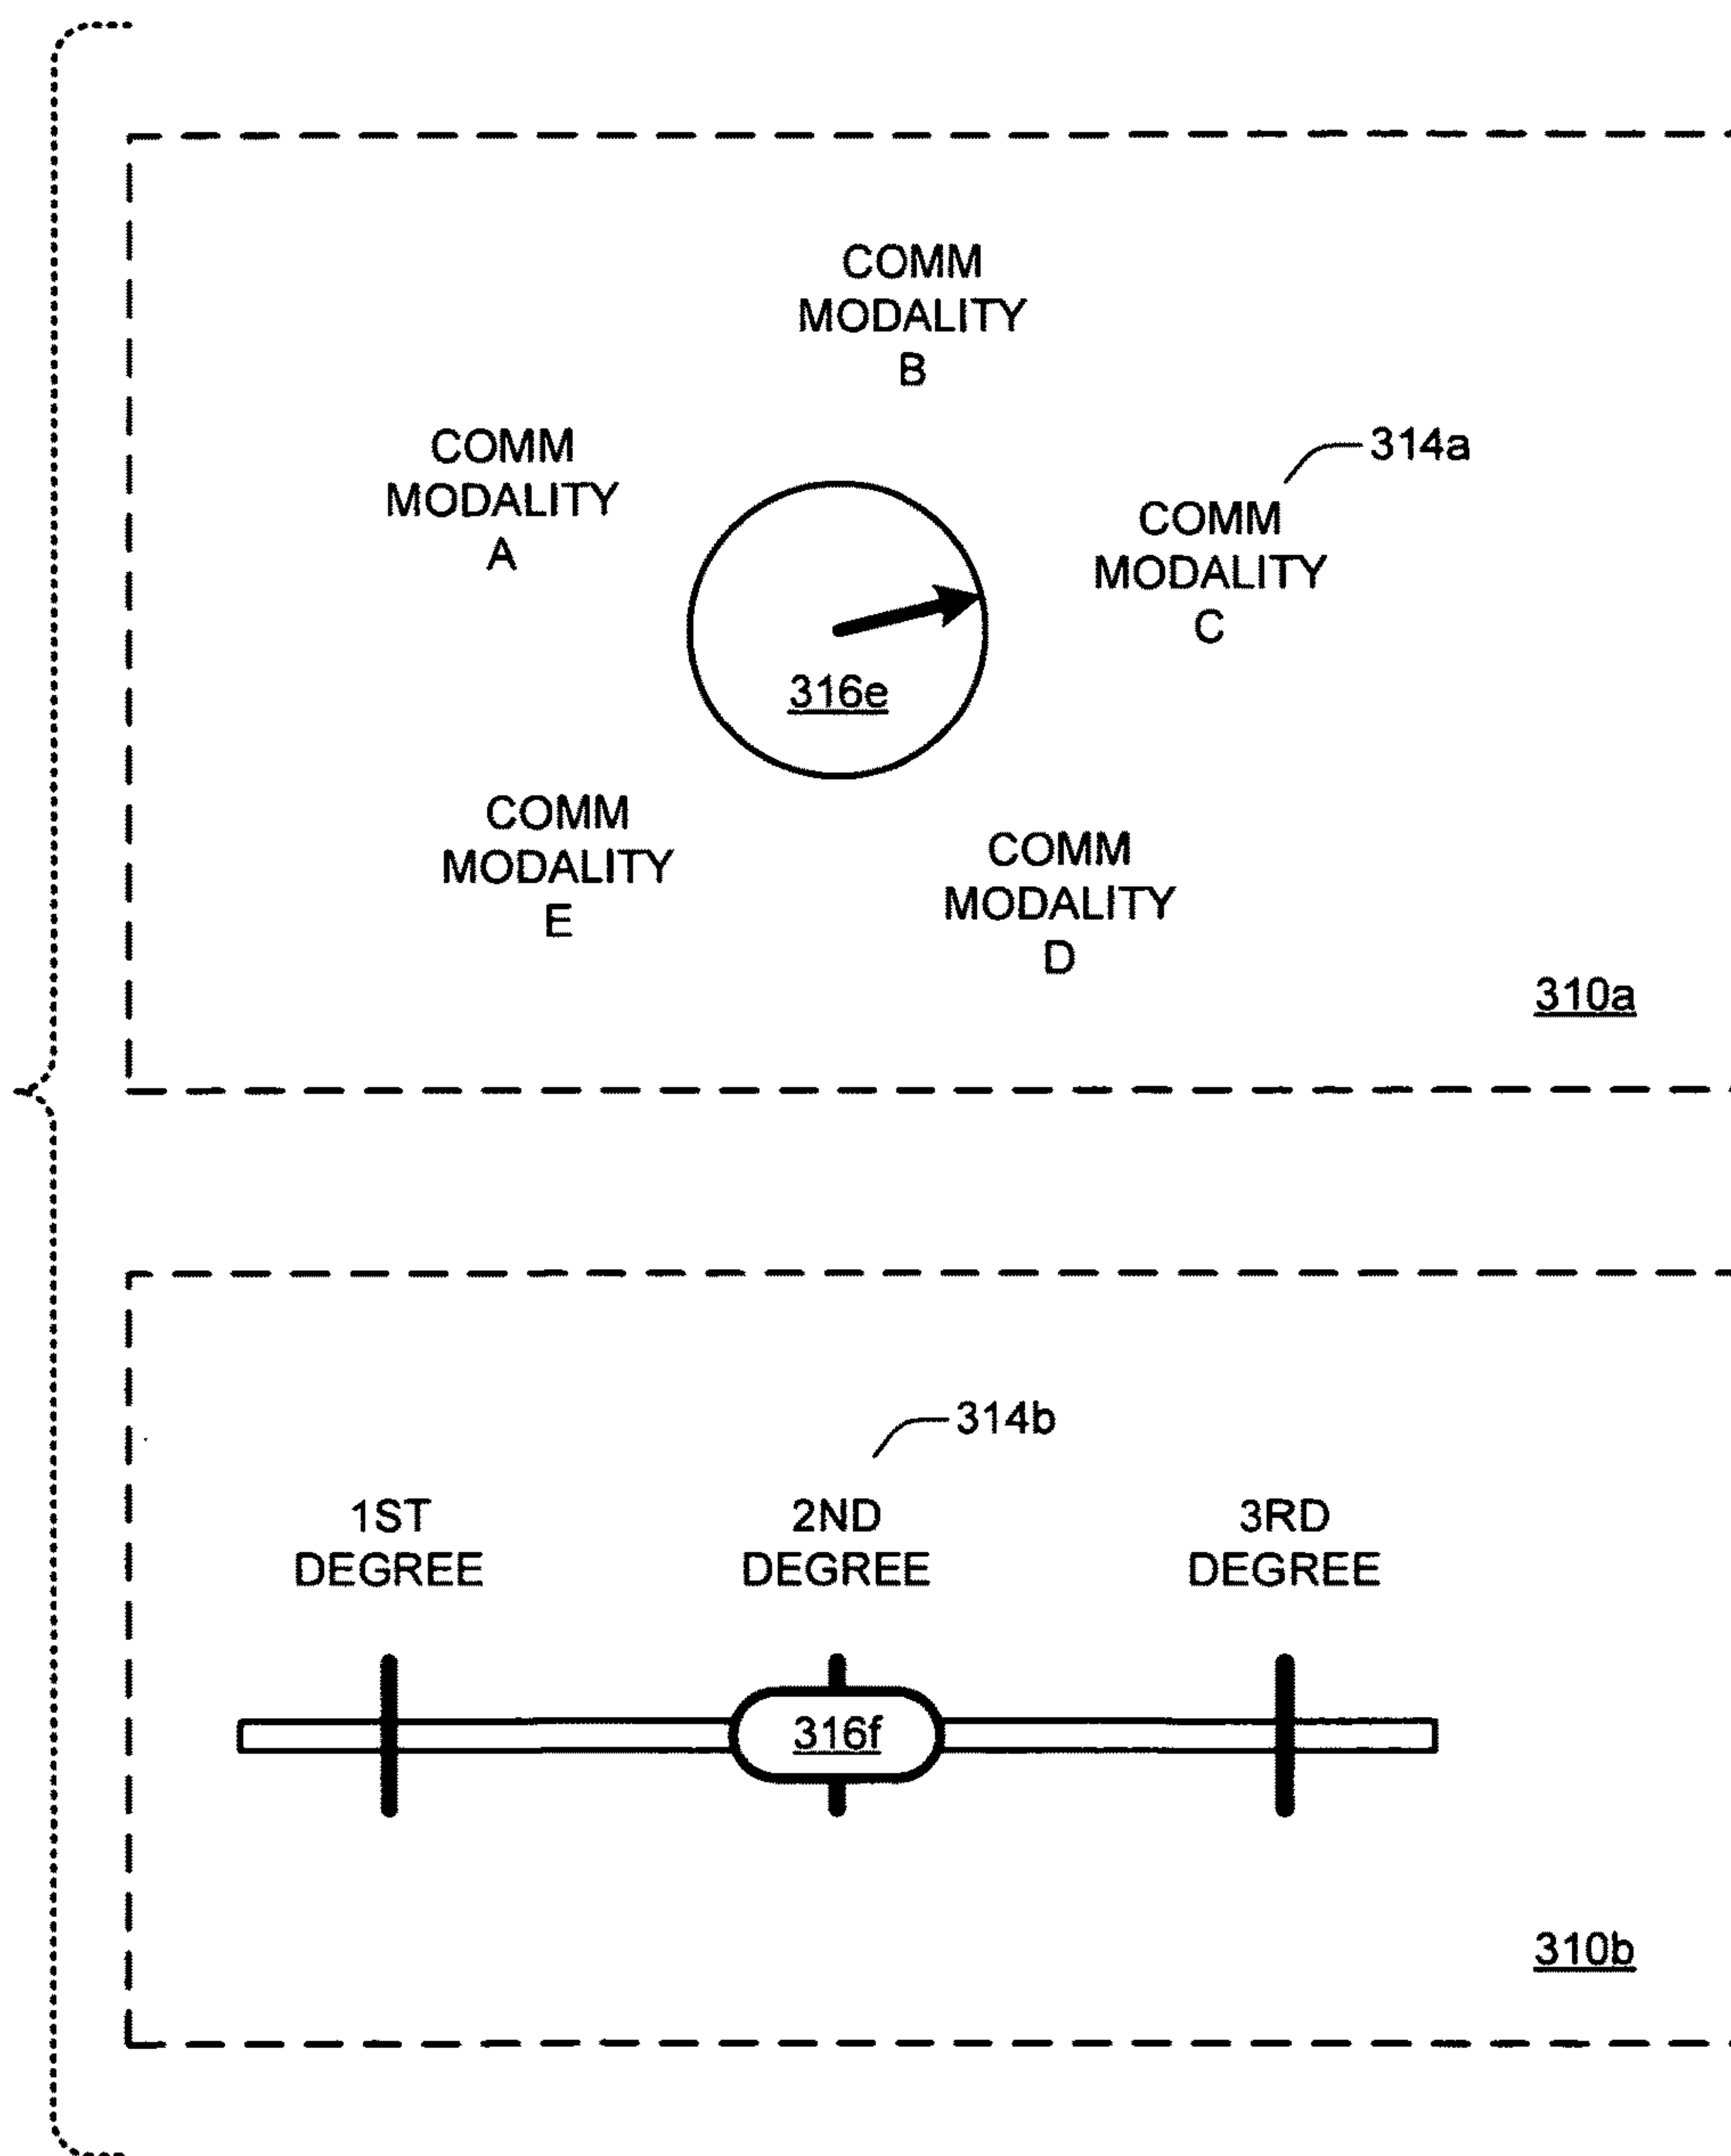 COMM
MODALITY
B
COMM
MODALITY
A
314a
COMM
MODALITY
C
316e
COMM
MODALITY
E
COMM
MODALITY
D
310a
314b
1ST
DEGREE
2ND
DEGREE
3RD
DEGREE
316f
310b